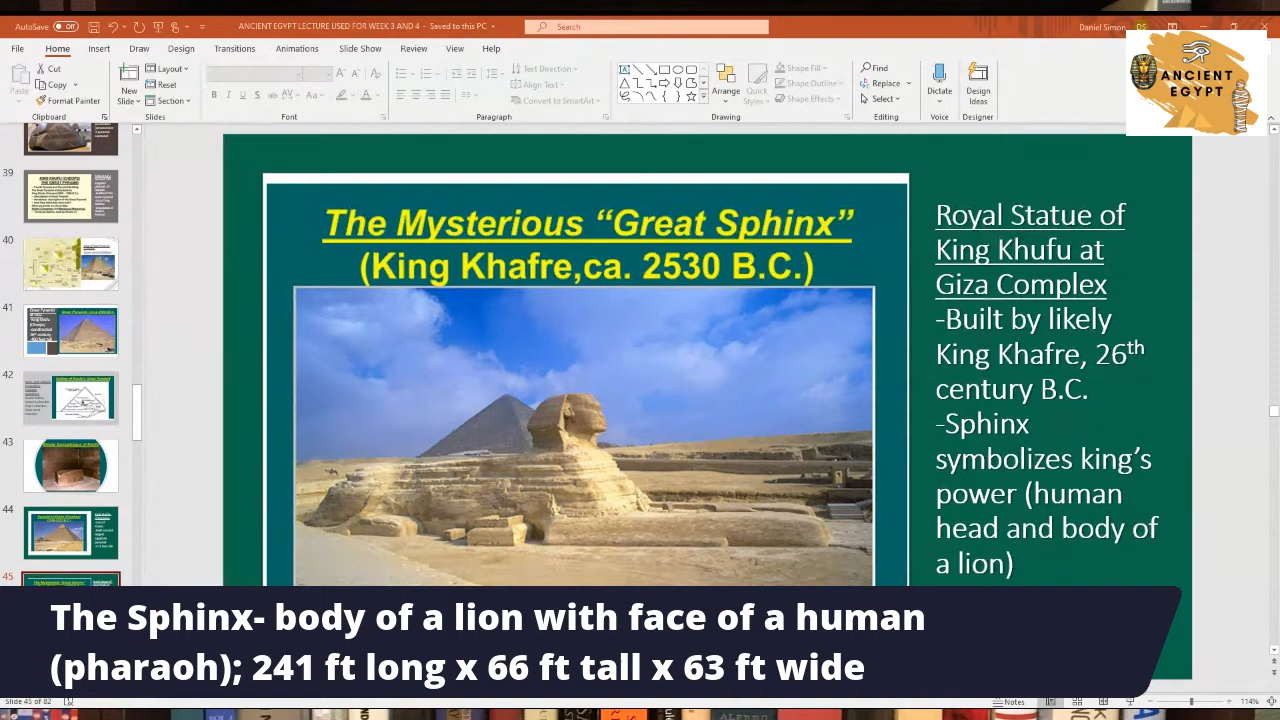 AutoSave Off
ANCIENT EGYPT LECTURE USED FOR WEEK 3 AND 4 - Saved to this PC
Search
Daniel Simon
DS
File Home Insert Draw Design Transitions Animations Slide Show Review View Help
Paste
Cut
Copy
Format Painter
Clipboard
New Slide
Layout
Reset
Section
Slides
Font
Text Direction
Align Text
Convert to SmartArt
Paragraph
Arrange
Quick Styles
Shape Fill
Shape Outline
Shape Effects
Drawing
Find
Replace
Select
Editing
Dictate
Voice
Design Ideas
Designer
ANCIENT
EGYPT
39
40
41
42
43
44
45
The Mysterious “Great Sphinx”
(King Khafre,ca. 2530 B.C.)
Royal Statue of
King Khufu at
Giza Complex
-Built by likely
King Khafre, 26th
century B.C.
-Sphinx
symbolizes king’s
power (human
head and body of
a lion)
The Sphinx- body of a lion with face of a human
(pharaoh); 241 ft long x 66 ft tall x 63 ft wide
Slide 45 of 82
Notes
114%